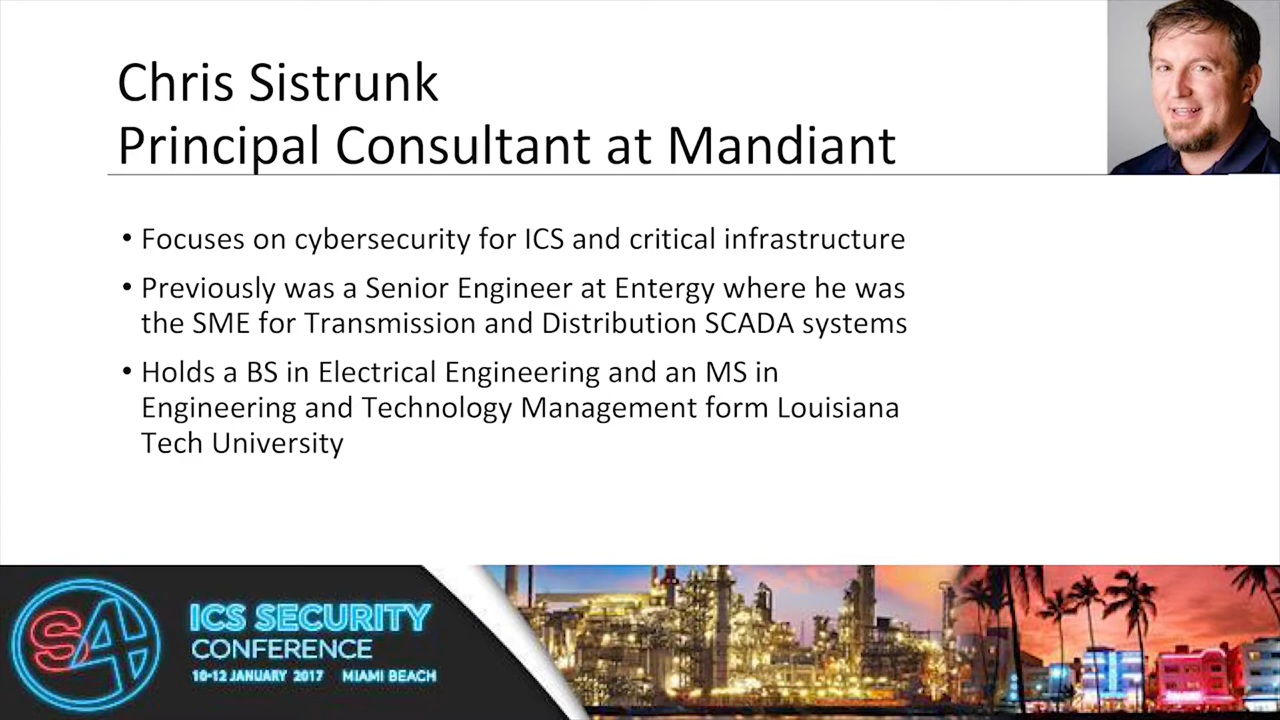 Chris Sistrunk
Principal Consultant at Mandiant
• Focuses on cybersecurity for ICS and critical infrastructure
• Previously was a Senior Engineer at Entergy where he was
the SME for Transmission and Distribution SCADA systems
• Holds a BS in Electrical Engineering and an MS in
Engineering and Technology Management form Louisiana
Tech University
S4
ICS SECURITY
CONFERENCE
10-12 JANUARY 2017 MIAMI BEACH